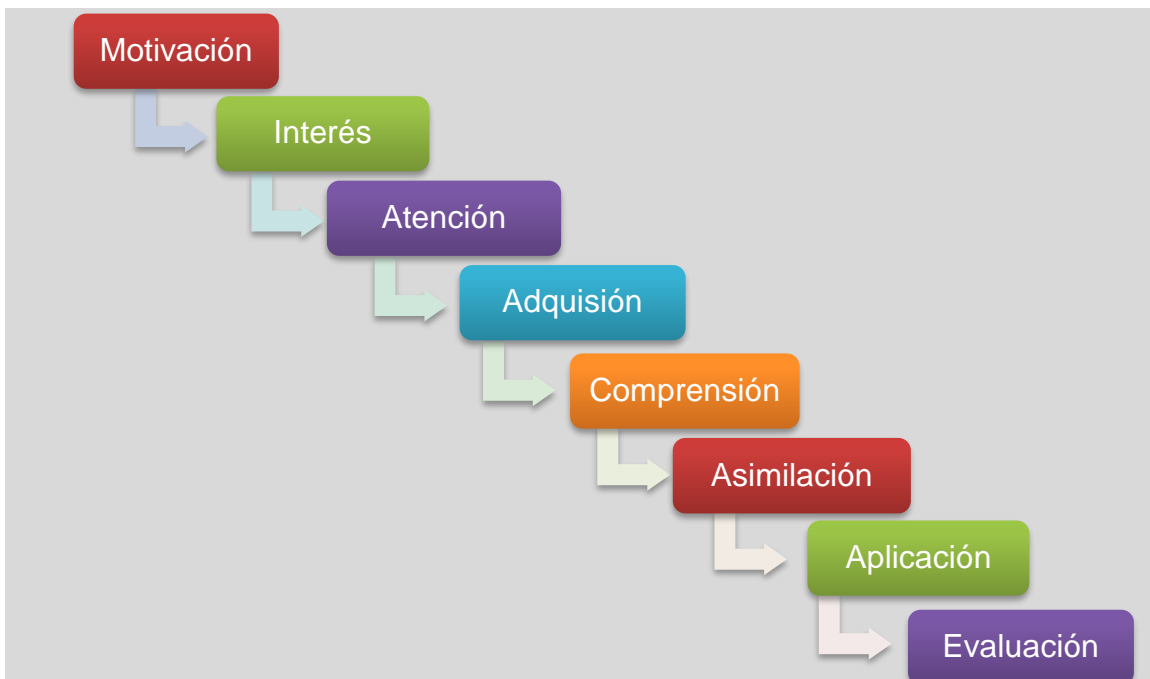 Motivación
Interés
Atención
Adquisión
Comprensión
Asimilación
Aplicación
Evaluación